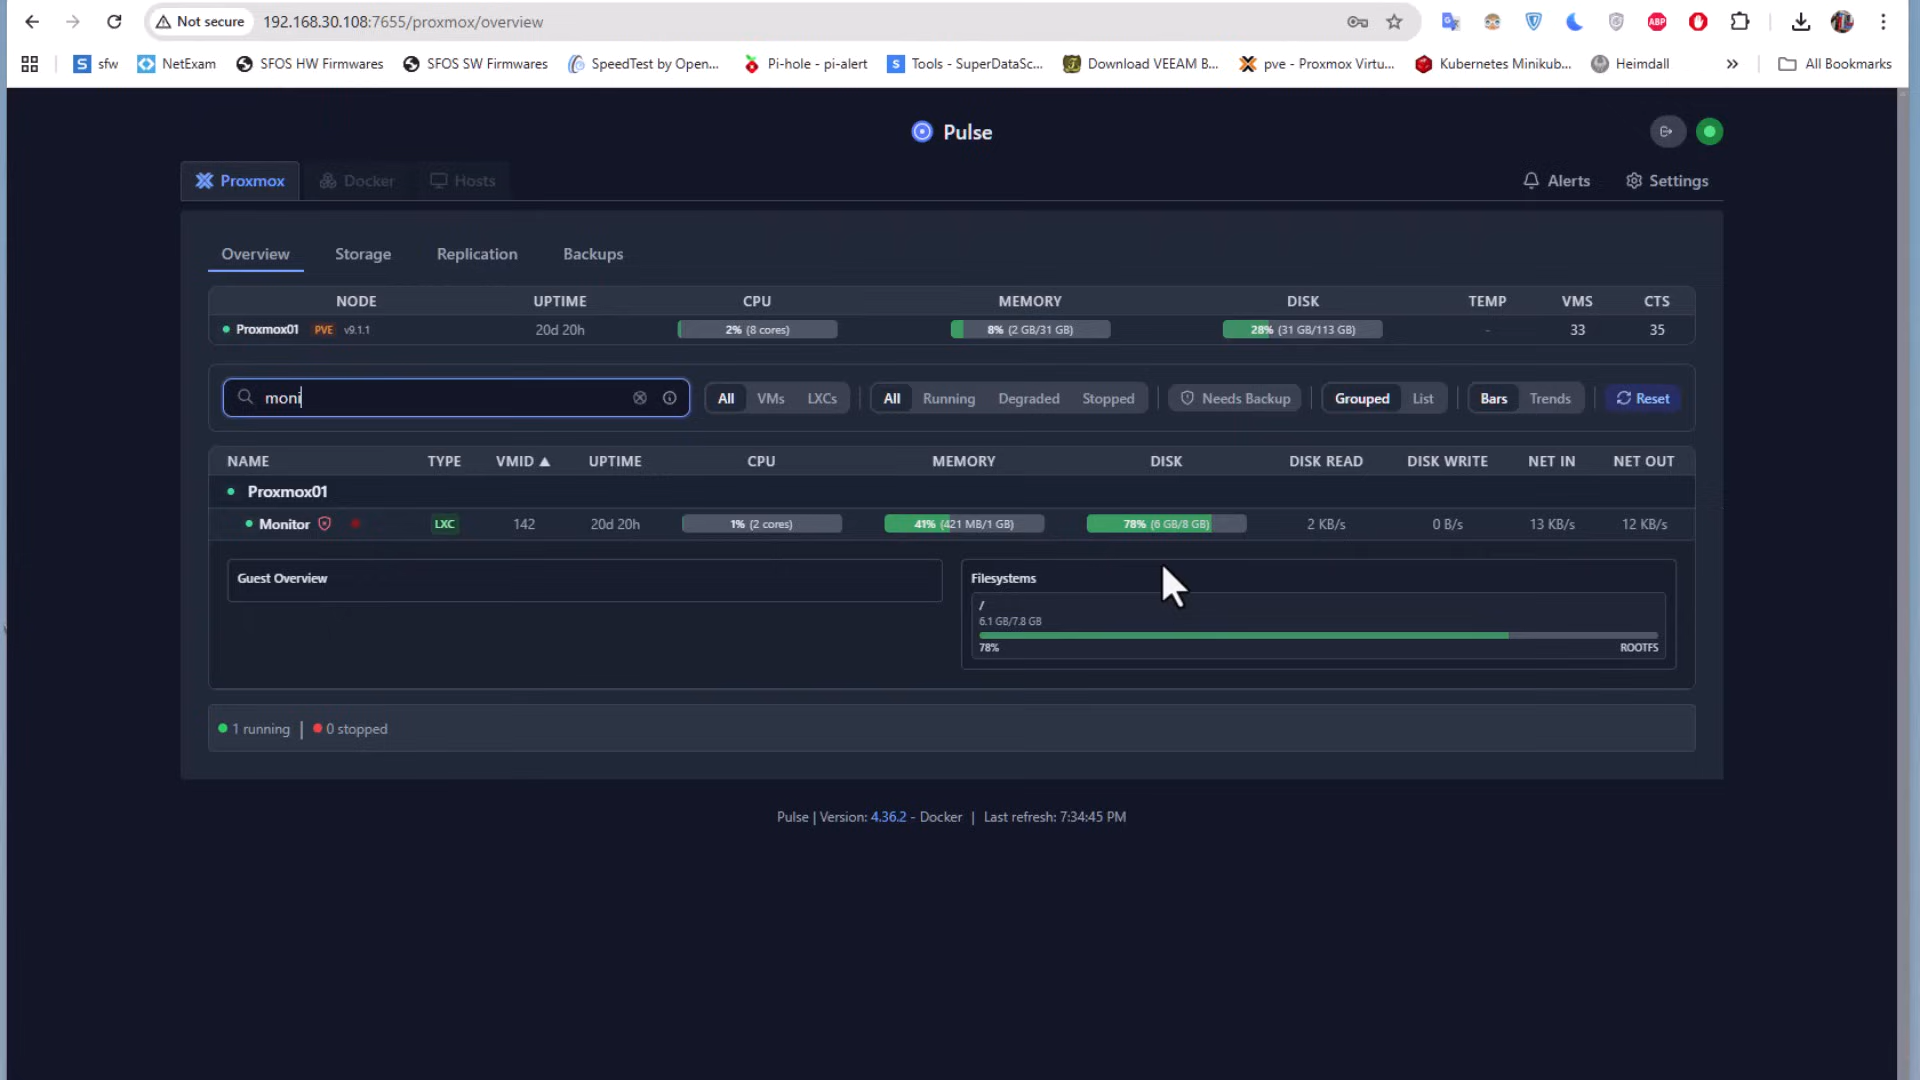 Not secure 192.168.30.108:7655/proxmox/overview
sfw NetExam SFOS HW Firmwares SFOS SW Firmwares SpeedTest by Open... Pi-hole - pi-alert Tools - SuperDataSc... Download VEEAM B... pve - Proxmox Virtu... Kubernetes Minikub... Heimdall » All Bookmarks
Pulse
Proxmox Docker Hosts Alerts Settings
Overview Storage Replication Backups
NODE UPTIME CPU MEMORY DISK TEMP VMS CTS
Proxmox01 PVE v9.1.1 20d 20h 2% (8 cores) 8% (2 GB/31 GB) 28% (31 GB/113 GB) - 33 35
moni All VMs LXCs All Running Degraded Stopped Needs Backup Grouped List Bars Trends Reset
NAME TYPE VMID ▲ UPTIME CPU MEMORY DISK DISK READ DISK WRITE NET IN NET OUT
Proxmox01
Monitor LXC 142 20d 20h 1% (2 cores) 41% (421 MB/1 GB) 78% (6 GB/8 GB) 2 KB/s 0 B/s 13 KB/s 12 KB/s
Guest Overview Filesystems
/
6.1 GB/7.8 GB
78% ROOTFS
1 running | 0 stopped
Pulse | Version: 4.36.2 - Docker | Last refresh: 7:34:45 PM